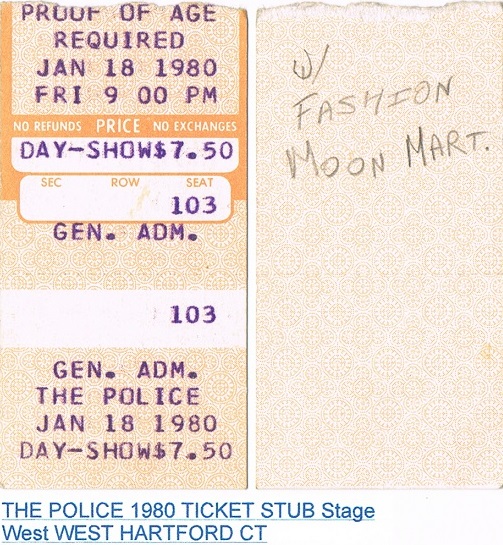 PROOF OF AGE
REQUIRED
JAN 18 1980
FRI 9 00 PM
NO REFUNDS PRICE NO EXCHANGES
DAY-SHOW$7.50
SEC ROW SEAT
103
GEN. ADM.
103
GEN. ADM.
THE POLICE
JAN 18 1980
DAY-SHOW$7.50
W/
FASHION
MOON MART.
THE POLICE 1980 TICKET STUB Stage
West WEST HARTFORD CT